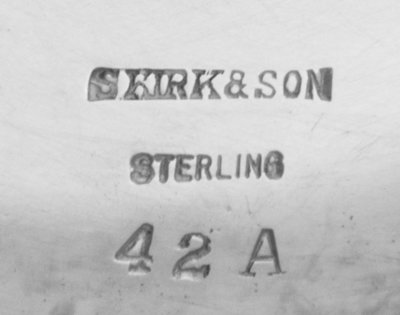 S.KIRK & SON
STERLING
42 A